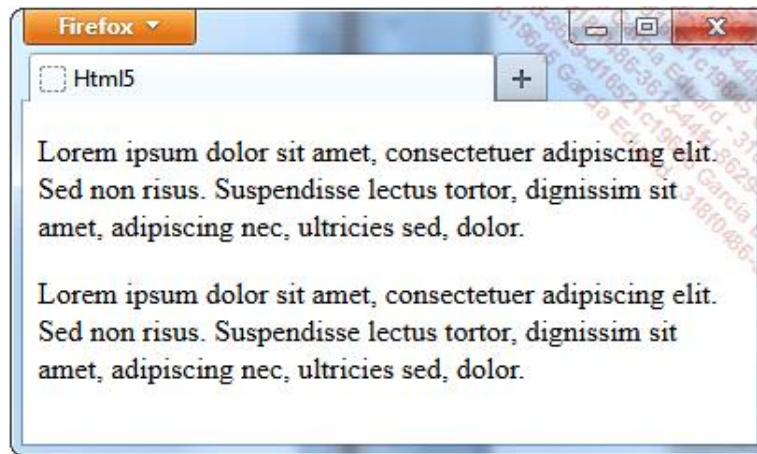 Firefox
Html5
Lorem ipsum dolor sit amet, consectetuer adipiscing elit.
Sed non risus. Suspendisse lectus tortor, dignissim sit
amet, adipiscing nec, ultricies sed, dolor.
Lorem ipsum dolor sit amet, consectetuer adipiscing elit.
Sed non risus. Suspendisse lectus tortor, dignissim sit
amet, adipiscing nec, ultricies sed, dolor.